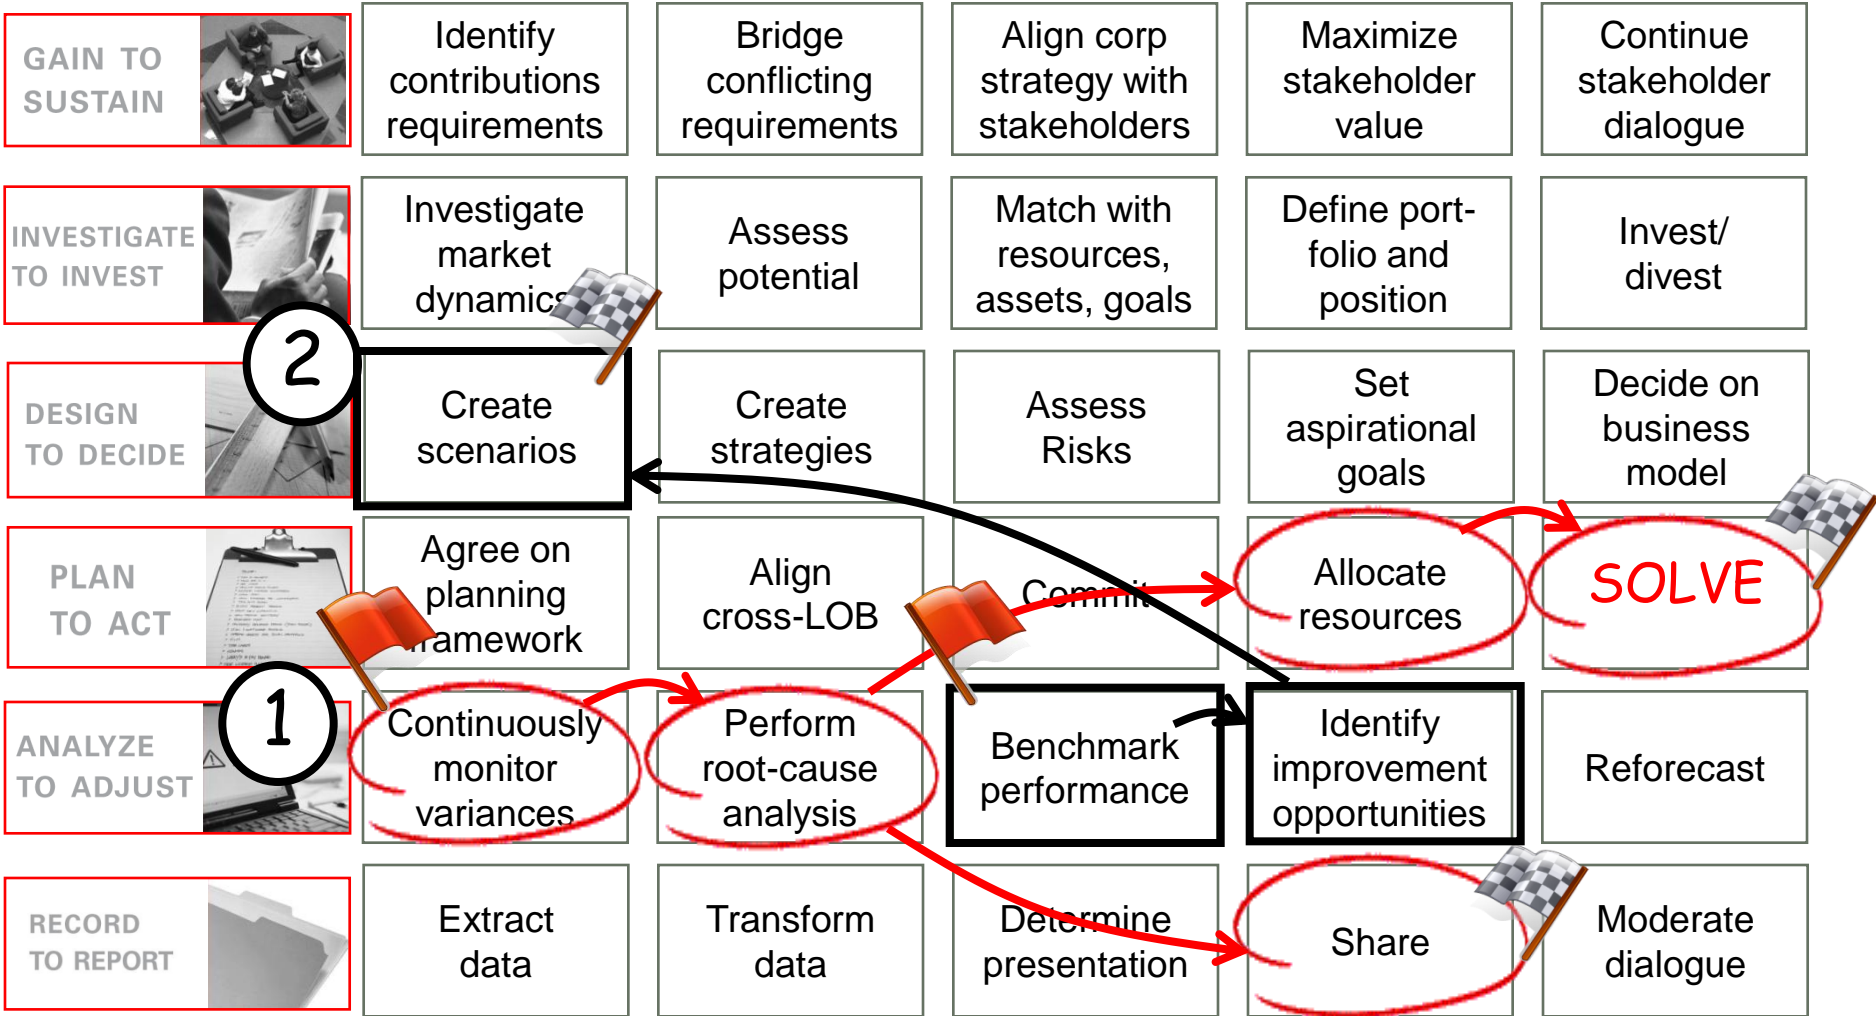 GAIN TO
SUSTAIN
Identify
contributions
requirements
Bridge
conflicting
requirements
Align corp
strategy with
stakeholders
Maximize
stakeholder
value
Continue
stakeholder
dialogue
INVESTIGATE
TO INVEST
Investigate
market
dynamics
Assess
potential
Match with
resources,
assets, goals
Define port-
folio and
position
Invest/
divest
2
DESIGN
TO DECIDE
Create
scenarios
Create
strategies
Assess
Risks
Set
aspirational
goals
Decide on
business
model
PLAN
TO ACT
Agree on
planning
framework
Align
cross-LOB
Commit
Allocate
resources
SOLVE
1
ANALYZE
TO ADJUST
Continuously
monitor
variances
Perform
root-cause
analysis
Benchmark
performance
Identify
improvement
opportunities
Reforecast
RECORD
TO REPORT
Extract
data
Transform
data
Determine
presentation
Share
Moderate
dialogue